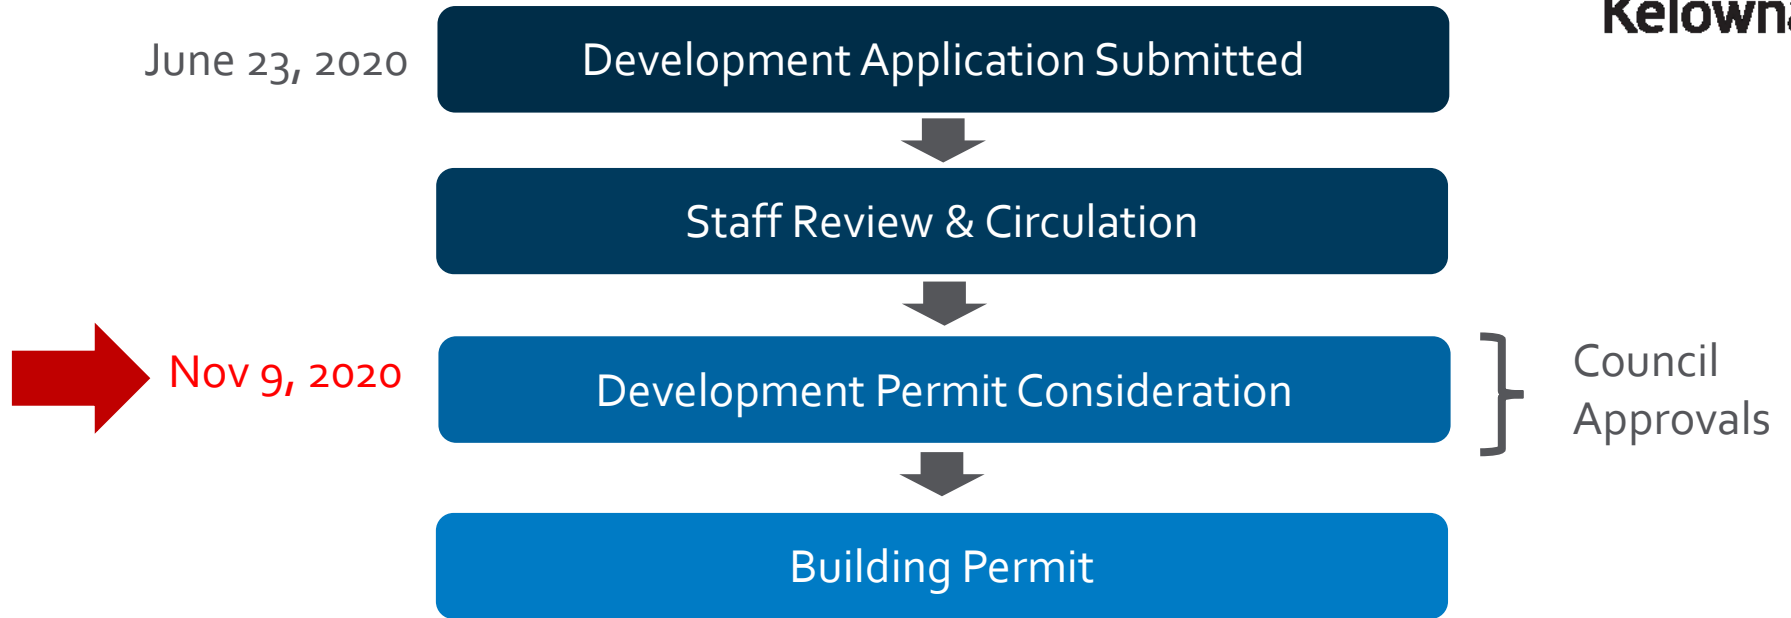 Kelowna
June 23, 2020
Development Application Submitted
Staff Review & Circulation
Nov 9, 2020
Development Permit Consideration
Council
Approvals
Building Permit